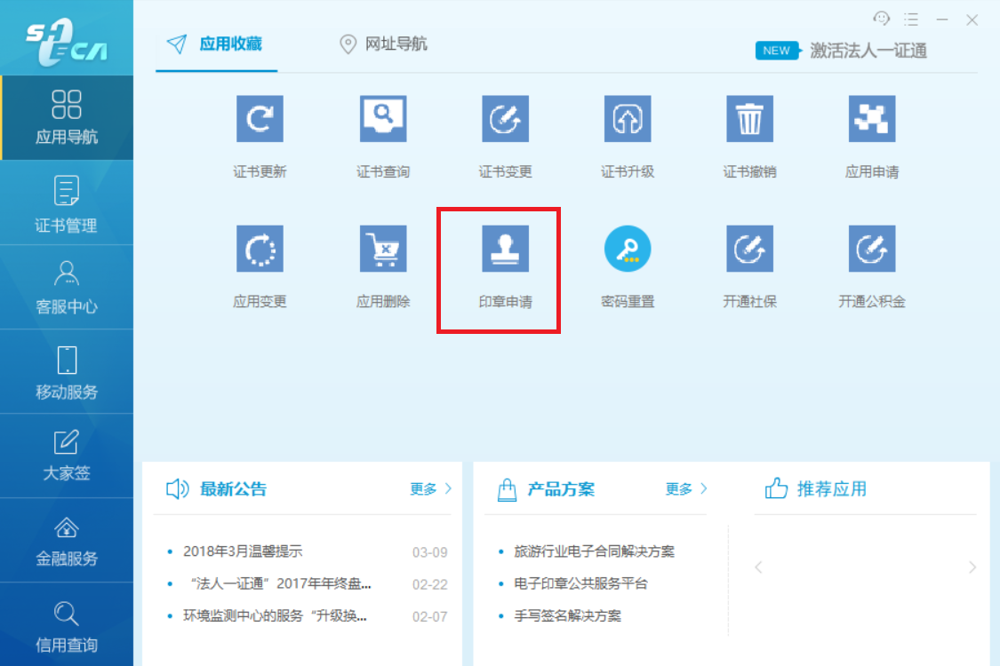 SHECA
应用收藏
网址导航
NEW 激活法人一证通
应用导航
证书管理
客服中心
移动服务
大家签
金融服务
信用查询
证书更新
证书查询
证书变更
证书升级
证书撤销
应用申请
应用变更
应用删除
印章申请
密码重置
开通社保
开通公积金
最新公告
更多
2018年3月温馨提示 03-09
“法人一证通”2017年年终盘... 02-22
环境监测中心的服务“升级换... 02-07
产品方案
更多
旅游行业电子合同解决方案
电子印章公共服务平台
手写签名解决方案
推荐应用